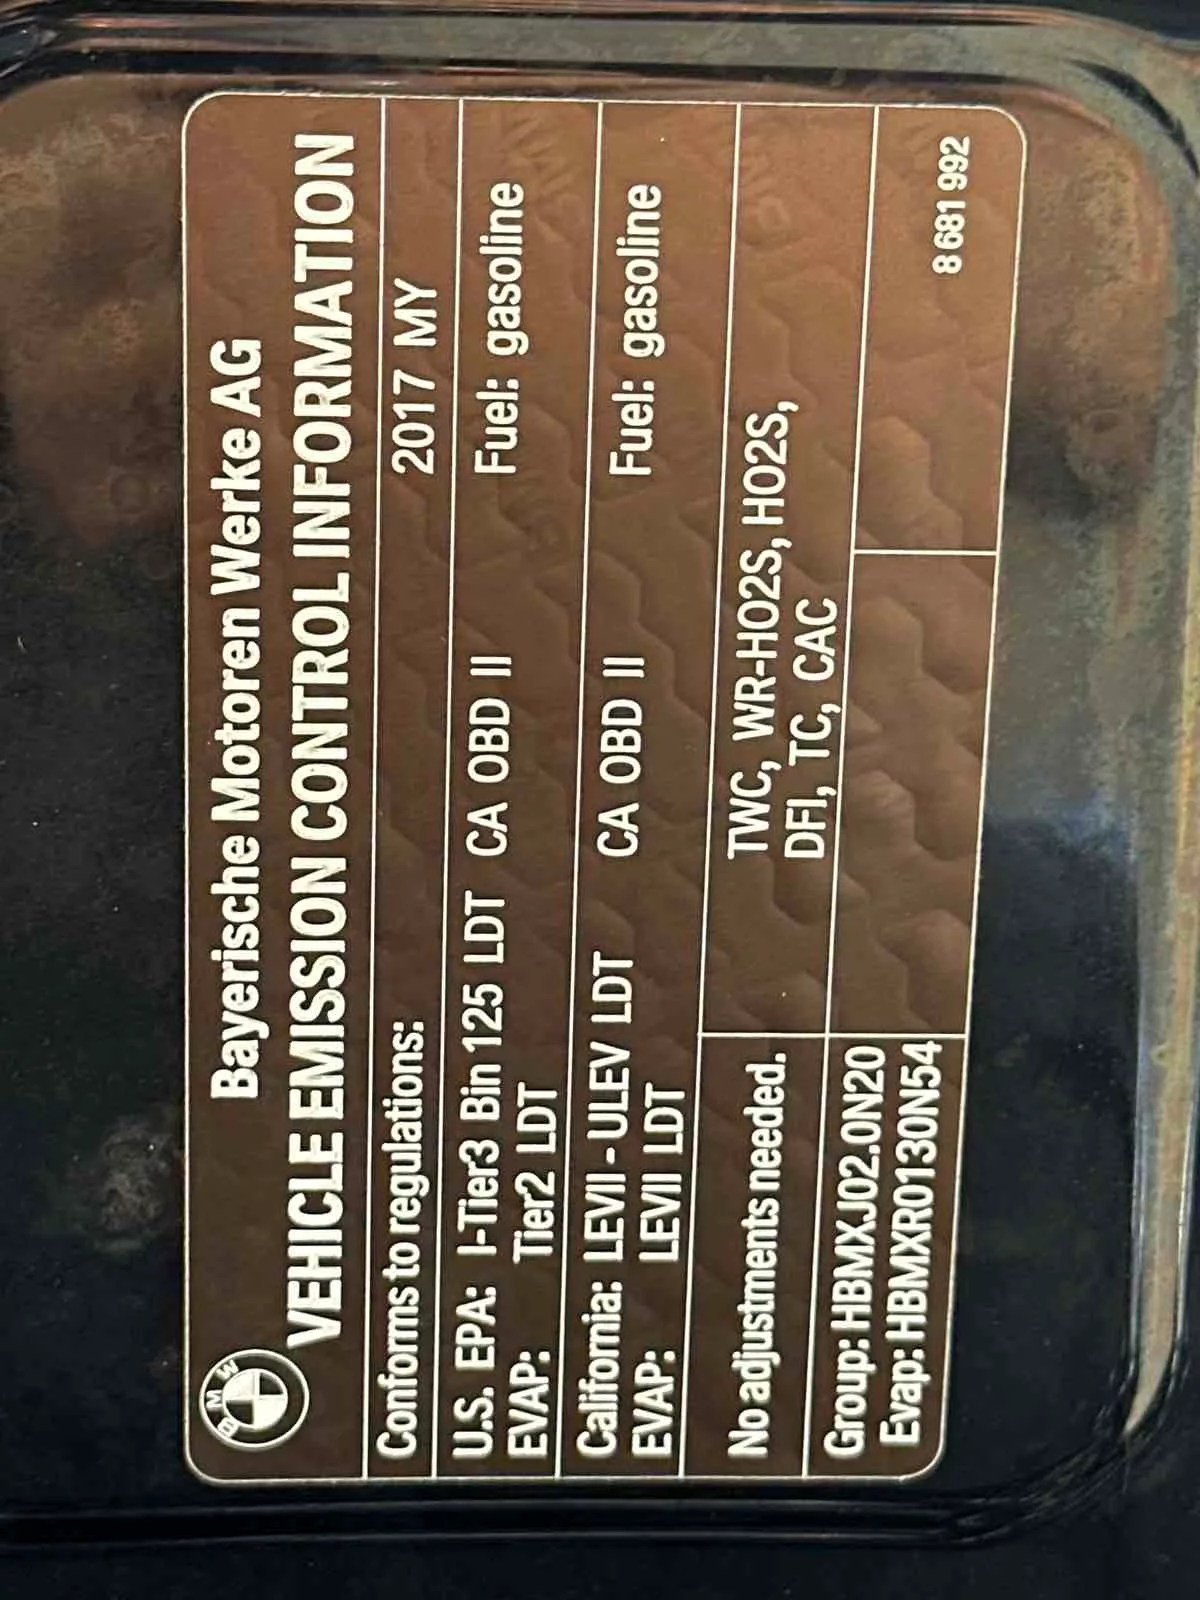 BMW
Bayerische Motoren Werke AG
VEHICLE EMISSION CONTROL INFORMATION
Conforms to regulations: 2017 MY
U.S. EPA: I-Tier3 Bin 125 LDT CA OBD II Fuel: gasoline
EVAP: Tier2 LDT
California: LEVII - ULEV LDT CA OBD II Fuel: gasoline
EVAP: LEVII LDT
No adjustments needed. TWC, WR-HO2S, HO2S,
DFI, TC, CAC
Group: HBMXJ02.0N20
Evap: HBMXR0130N54
8 681 992